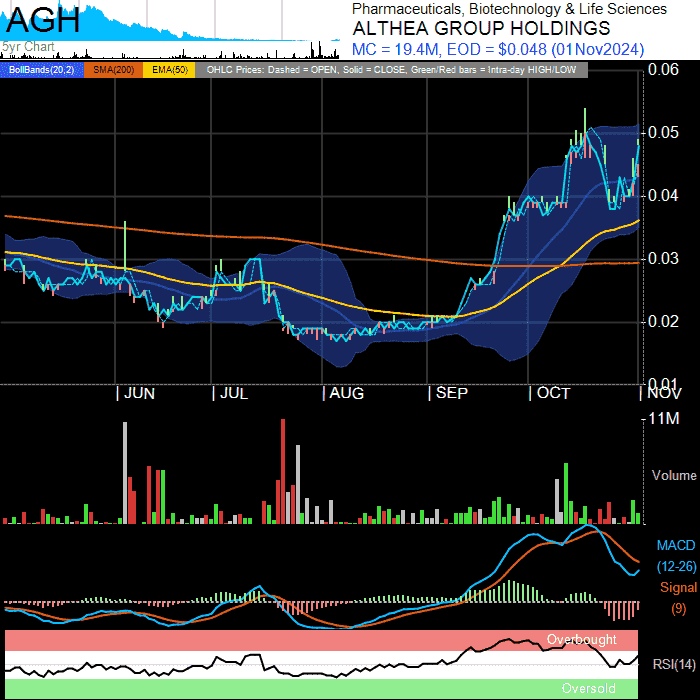 AGH
5yr Chart
Pharmaceuticals, Biotechnology & Life Sciences
ALTHEA GROUP HOLDINGS
MC = 19.4M, EOD = $0.048 (01Nov2024)
BollBands(20,2) SMA(200) EMA(50) OHLC Prices: Dashed = OPEN, Solid = CLOSE, Green/Red bars = Intra-day HIGH/LOW
0.06
0.05
0.04
0.03
0.02
0.01
JUN JUL AUG SEP OCT NOV
11M
Volume
MACD
(12-26)
Signal
(9)
Overbought
RSI(14)
Oversold